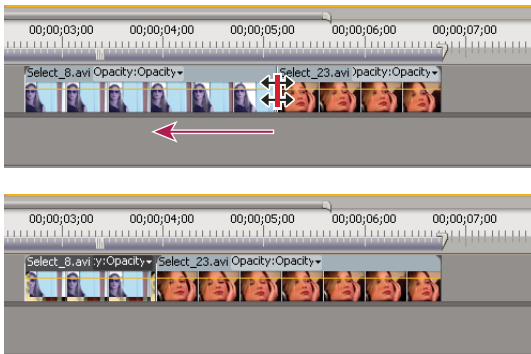 00;00;03;00 00;00;04;00 00;00;05;00 00;00;06;00 00;00;07;00
Select_8.avi Opacity:Opacity Select_23.avi )pacity:Opacity
00;00;03;00 00;00;04;00 00;00;05;00 00;00;06;00 00;00;07;00
Select_8.avi y:Opacity Select_23.avi Opacity:Opacity